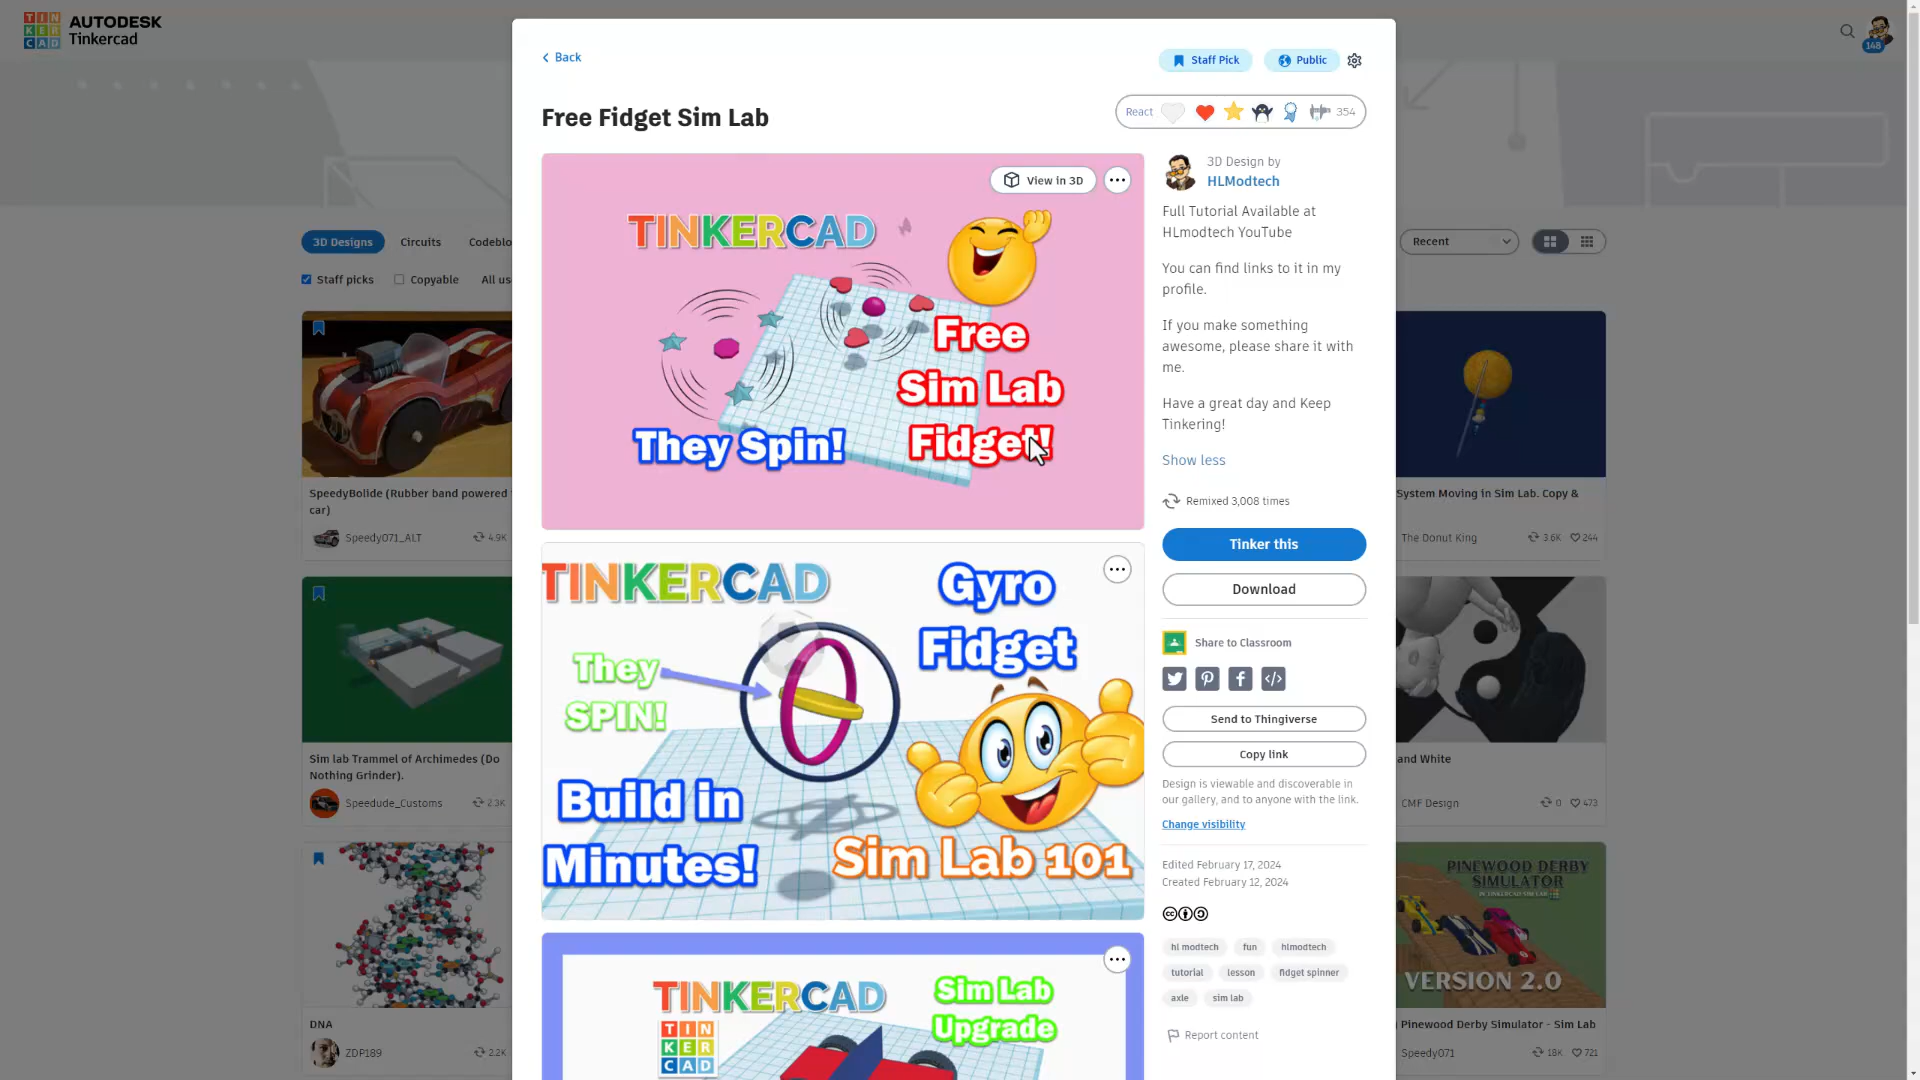 TIN
KER
CAD
AUTODESK
Tinkercad
148
Back
Staff Pick
Public
Free Fidget Sim Lab
React
354
View in 3D
TINKERCAD
Free
Sim Lab
Fidget!
They Spin!
3D Design by
HLModtech
Full Tutorial Available at
HLmodtech YouTube
You can find links to it in my
profile.
If you make something
awesome, please share it with
me.
Have a great day and Keep
Tinkering!
Show less
Remixed 3,008 times
Tinker this
Download
Share to Classroom
Send to Thingiverse
Copy link
Design is viewable and discoverable in
our gallery, and to anyone with the link.
Change visibility
Edited February 17, 2024
Created February 12, 2024
hl modtech
fun
hlmodtech
tutorial
lesson
fidget spinner
axle
sim lab
Report content
TINKERCAD
Gyro
Fidget
They
SPIN!
Build in
Minutes!
Sim Lab 101
TINKERCAD
TIN
KER
CAD
Sim Lab
Upgrade
3D Designs
Circuits
Codeblo
Staff picks
Copyable
All us
Recent
SpeedyBolide (Rubber band powered
car)
Speedy071_ALT
4.9K
Sim lab Trammel of Archimedes (Do
Nothing Grinder).
Speedude_Customs
2.3K
DNA
ZDP189
2.2K
System Moving in Sim Lab. Copy &
The Donut King
3.6K
244
and White
CMF Design
0
473
PINEWOOD DERBY
SIMULATOR
VERSION 2.0
Pinewood Derby Simulator - Sim Lab
Speedy071
18K
721